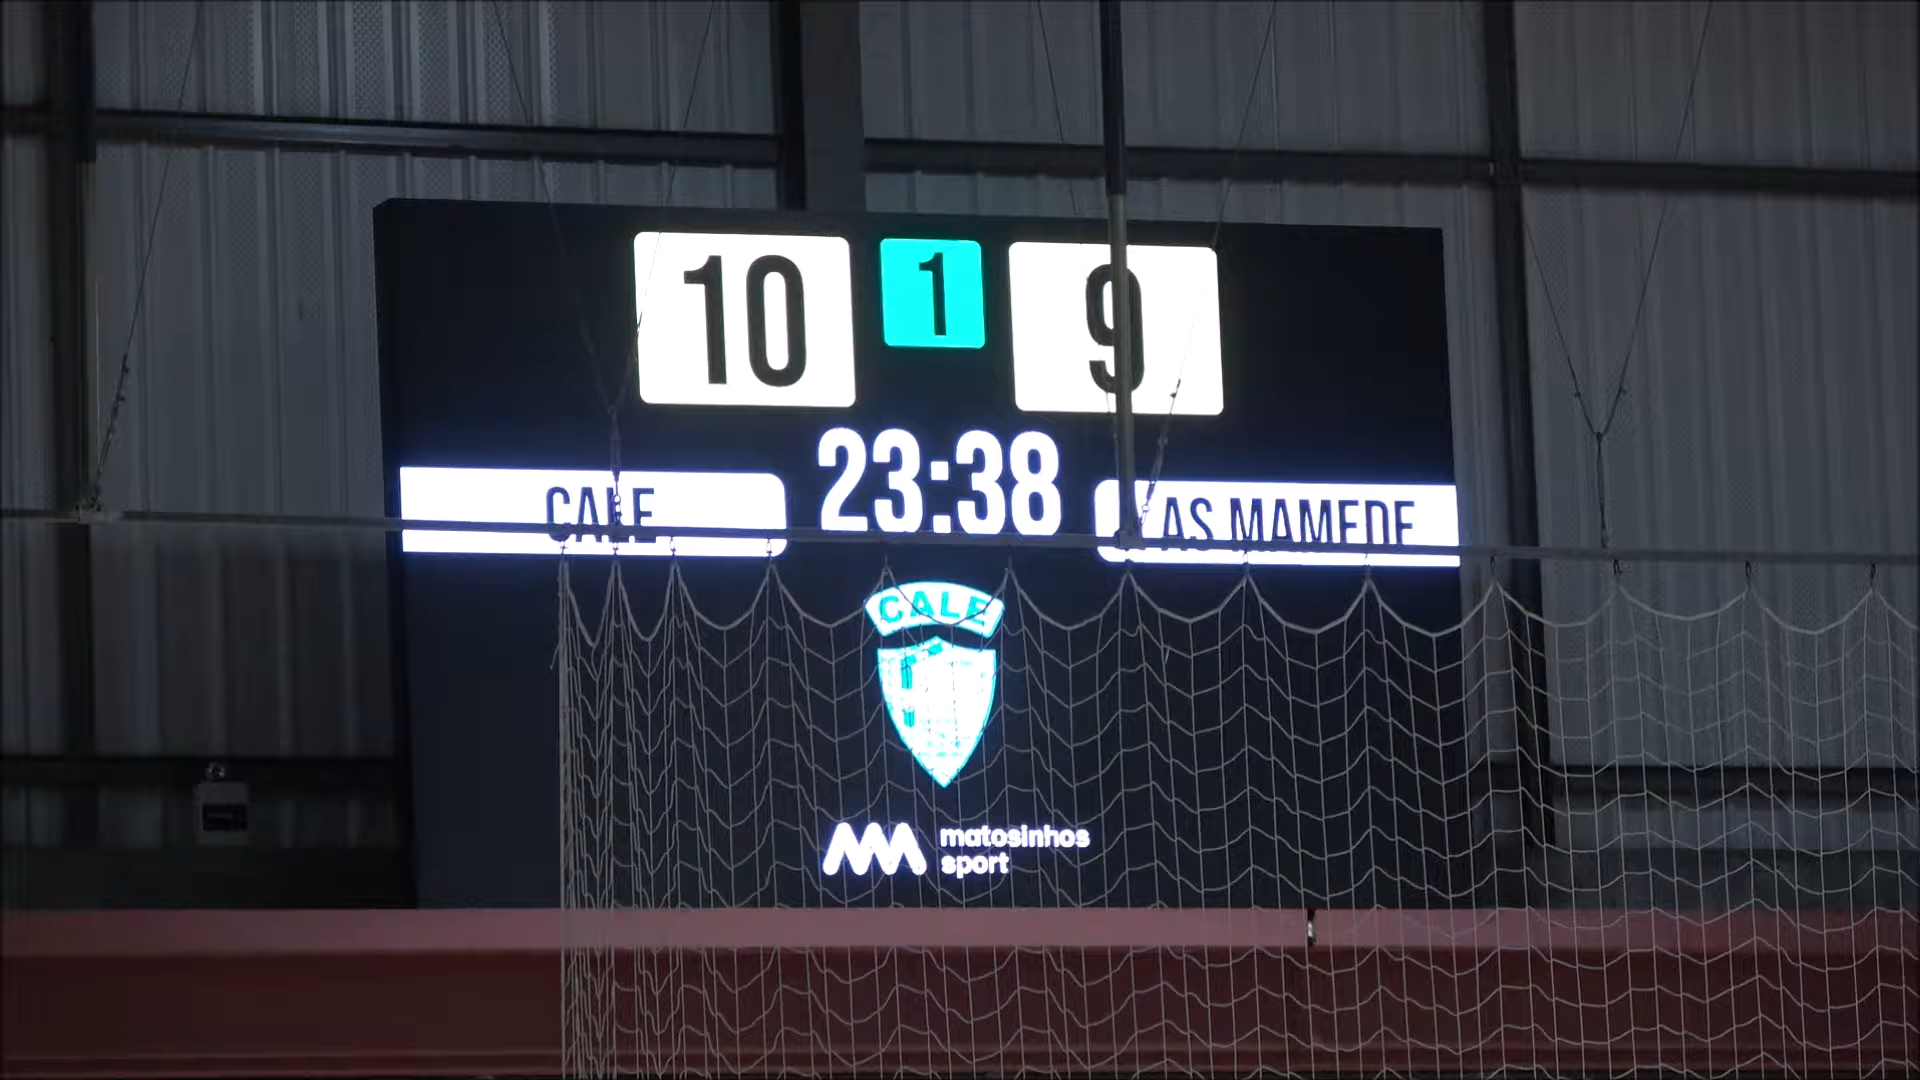 10 1 9
23:38
CALE
AS MAMEDE
CALE
matosinhos
sport